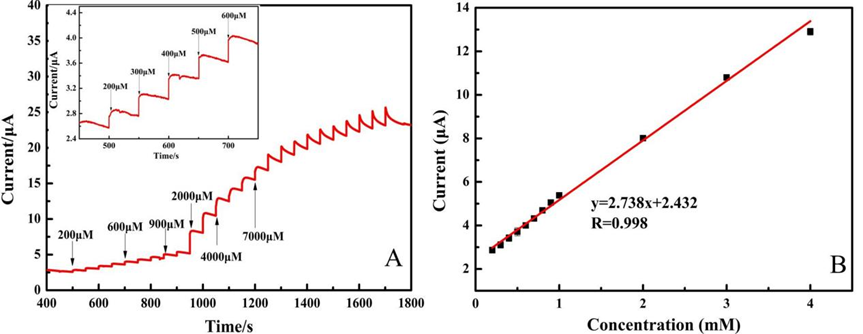 A
Current/μA
40
35
30
25
20
15
10
5
0
400
600
800
1000
1200
1400
1600
1800
Time/s
200μM
600μM
900μM
2000μM
4000μM
7000μM
Current/μA
4.4
4.0
3.6
3.2
2.8
2.4
500
600
700
Time/s
200μM
300μM
400μM
500μM
600μM
B
Current (μA)
14
12
10
8
6
4
2
0
1
2
3
4
Concentration (mM)
y=2.738x+2.432
R=0.998